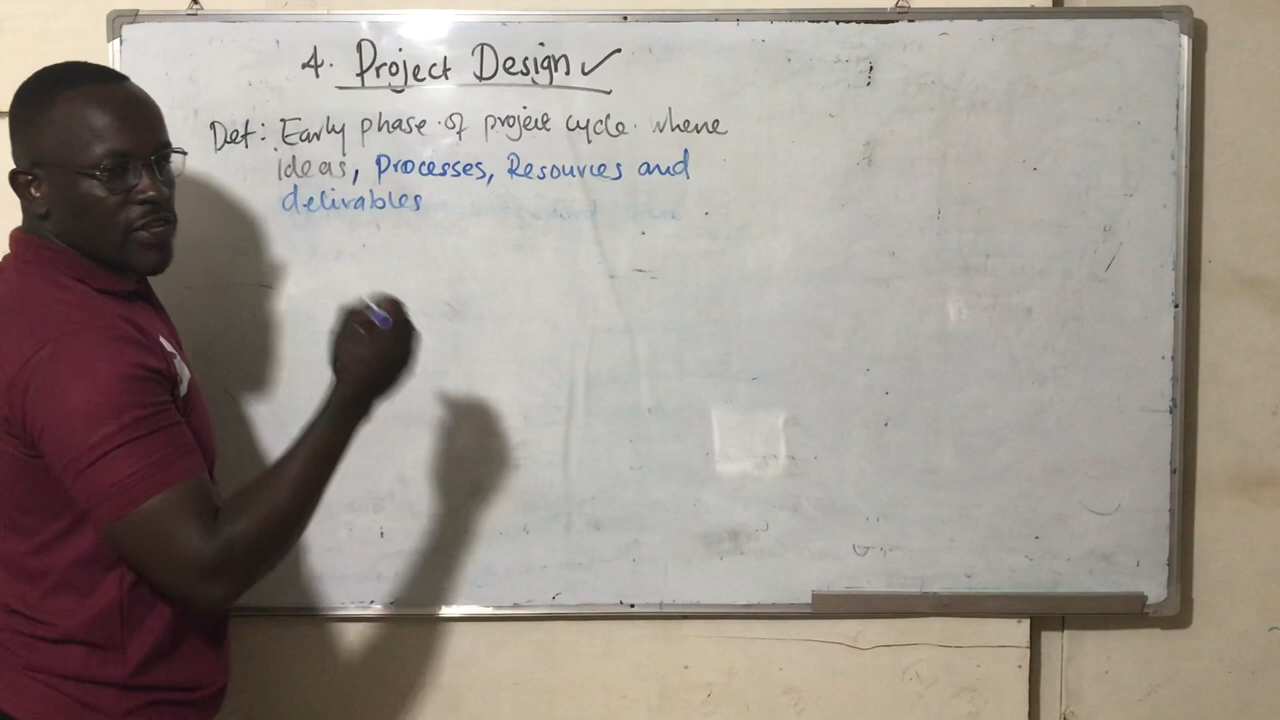 4. Project Design ✓
Def: Early phase of project cycle where
ideas, Processes, Resources and
delivables